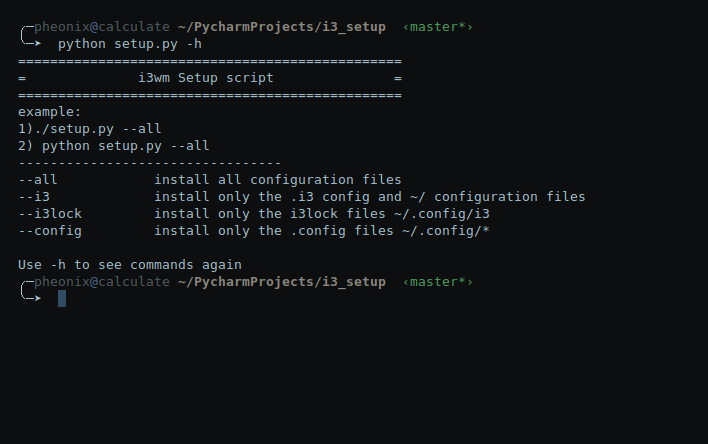 ╭─pheonix@calculate ~/PycharmProjects/i3_setup  ‹master*›
╰─➤  python setup.py -h
================================================
=              i3wm Setup script               =
================================================
example:
1)./setup.py --all
2) python setup.py --all
---------------------------------
--all            install all configuration files
--i3             install only the .i3 config and ~/ configuration files
--i3lock         install only the i3lock files ~/.config/i3
--config         install only the .config files ~/.config/*

Use -h to see commands again
╭─pheonix@calculate ~/PycharmProjects/i3_setup  ‹master*›
╰─➤